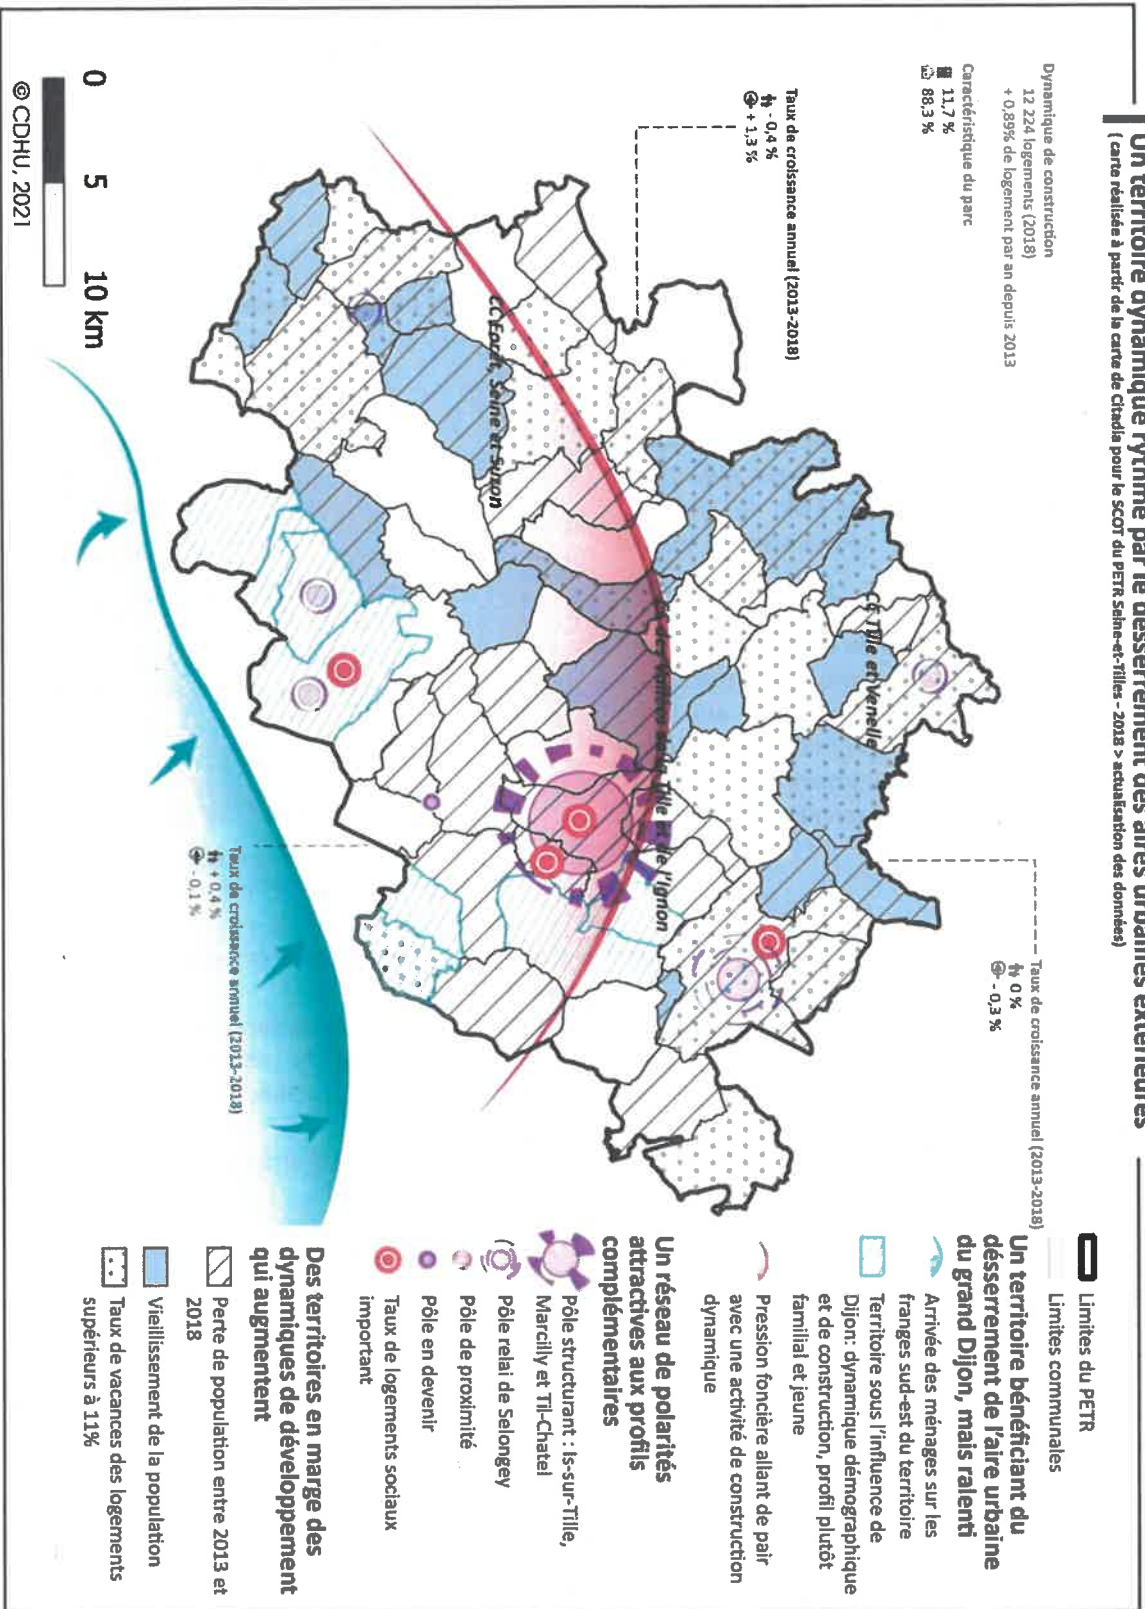 Un territoire dynamique rythmé par le desserrement des aires urbaines extérieures
( carte réalisée à partir de la carte de Citadia pour le SCOT du PETR Seine-et-Tilles - 2018 > actualisation des données)
Dynamique de construction
12 224 logements (2018)
+ 0,89% de logement par an depuis 2013
Caractéristique du parc
11,7 %
88,3 %
Taux de croissance annuel (2013-2018)
- 0,4 %
+ 1,3 %
Taux de croissance annuel (2013-2018)
0 %
- 0,3 %
CC Tille et Venelle
CC Forêt, Seine et Suzon
CC des Vallées de la Tille et de l'Ignon
Taux de croissance annuel (2013-2018)
+ 0,4 %
- 0,1 %
0 5 10 km
© CDHU, 2021
Limites du PETR
Limites communales
Un territoire bénéficiant du
désserrement de l'aire urbaine
du grand Dijon, mais ralenti
Arrivée des ménages sur les
franges sud-est du territoire
Territoire sous l'influence de
Dijon: dynamique démographique
et de construction, profil plutôt
familial et jeune
Pression foncière allant de pair
avec une activité de construction
dynamique
Un réseau de polarités
attractives aux profils
complémentaires
Pôle structurant : Is-sur-Tille,
Marcilly et Til-Chatel
Pôle relai de Selongey
Pôle de proximité
Pôle en devenir
Taux de logements sociaux
important
Des territoires en marge des
dynamiques de développement
qui augmentent
Perte de population entre 2013 et
2018
Vieillissement de la population
Taux de vacances des logements
supérieurs à 11%